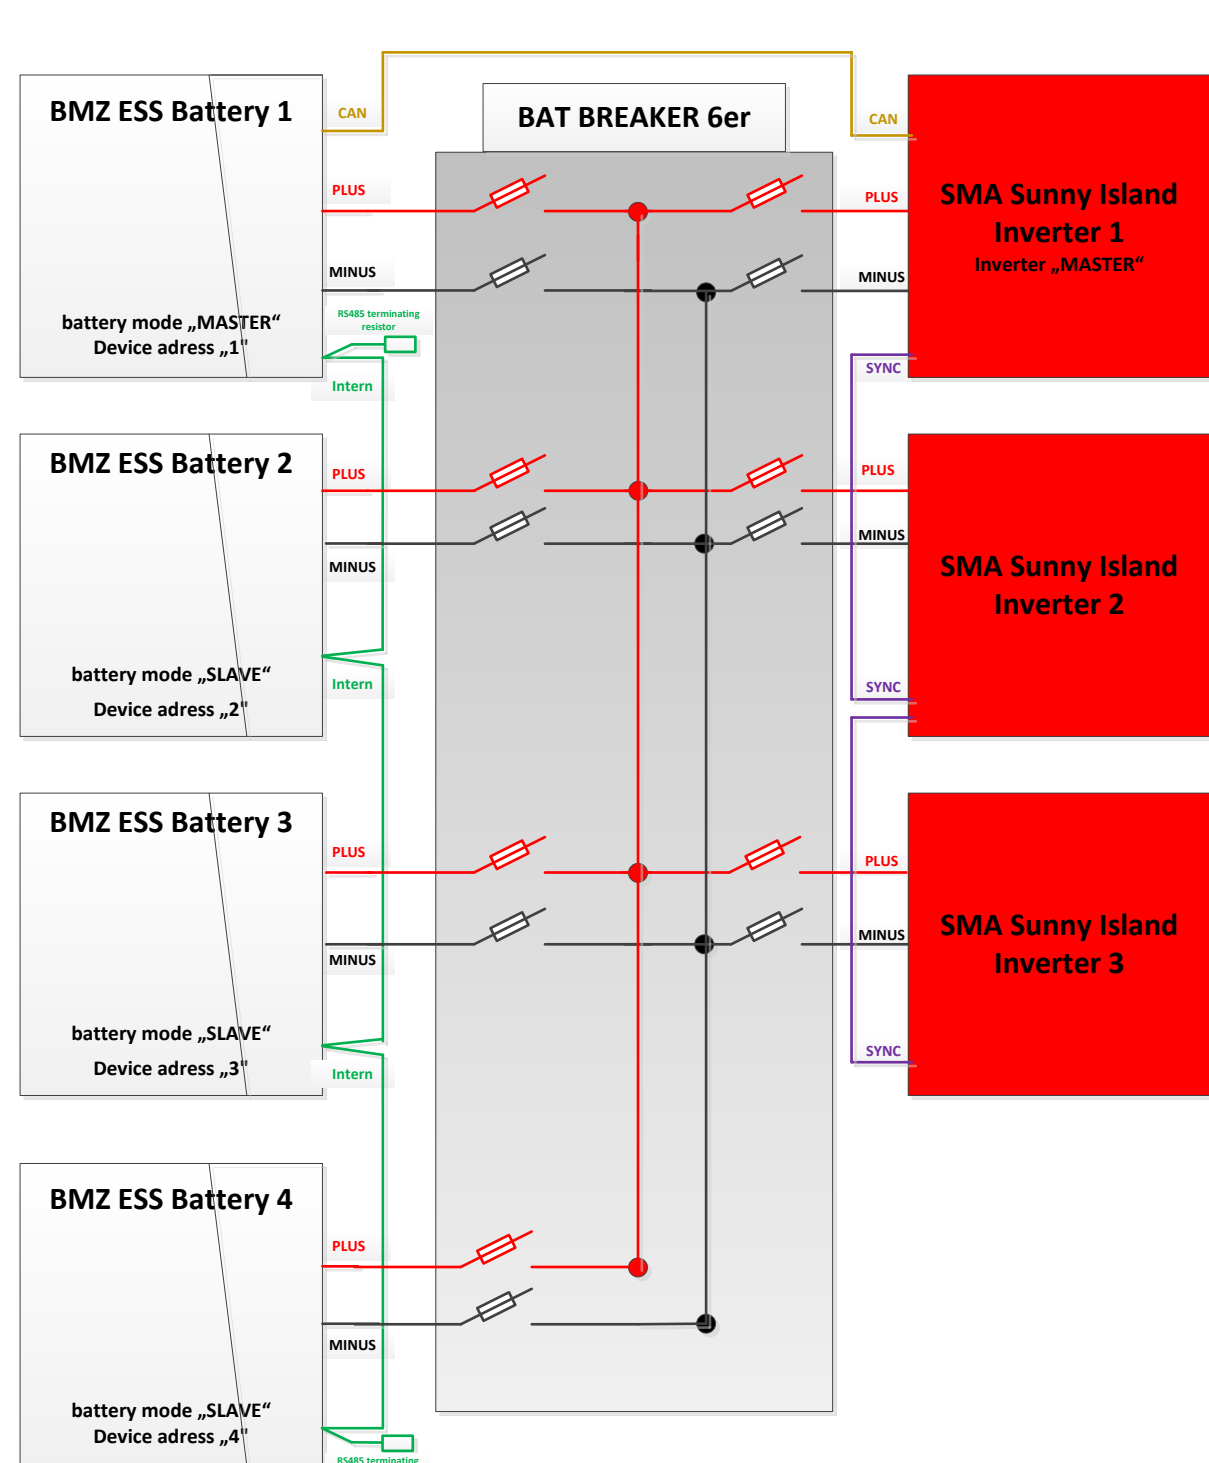 BMZ ESS Battery 1
CAN
PLUS
MINUS
battery mode „MASTER“
Device adress „1"
RS485 terminating
resistor
Intern
BAT BREAKER 6er
CAN
PLUS
MINUS
SYNC
SMA Sunny Island
Inverter 1
Inverter „MASTER“
BMZ ESS Battery 2
PLUS
MINUS
battery mode „SLAVE“
Device adress „2"
Intern
PLUS
MINUS
SYNC
SMA Sunny Island
Inverter 2
BMZ ESS Battery 3
PLUS
MINUS
battery mode „SLAVE“
Device adress „3"
Intern
PLUS
MINUS
SYNC
SMA Sunny Island
Inverter 3
BMZ ESS Battery 4
PLUS
MINUS
battery mode „SLAVE“
Device adress „4"
RS485 terminating